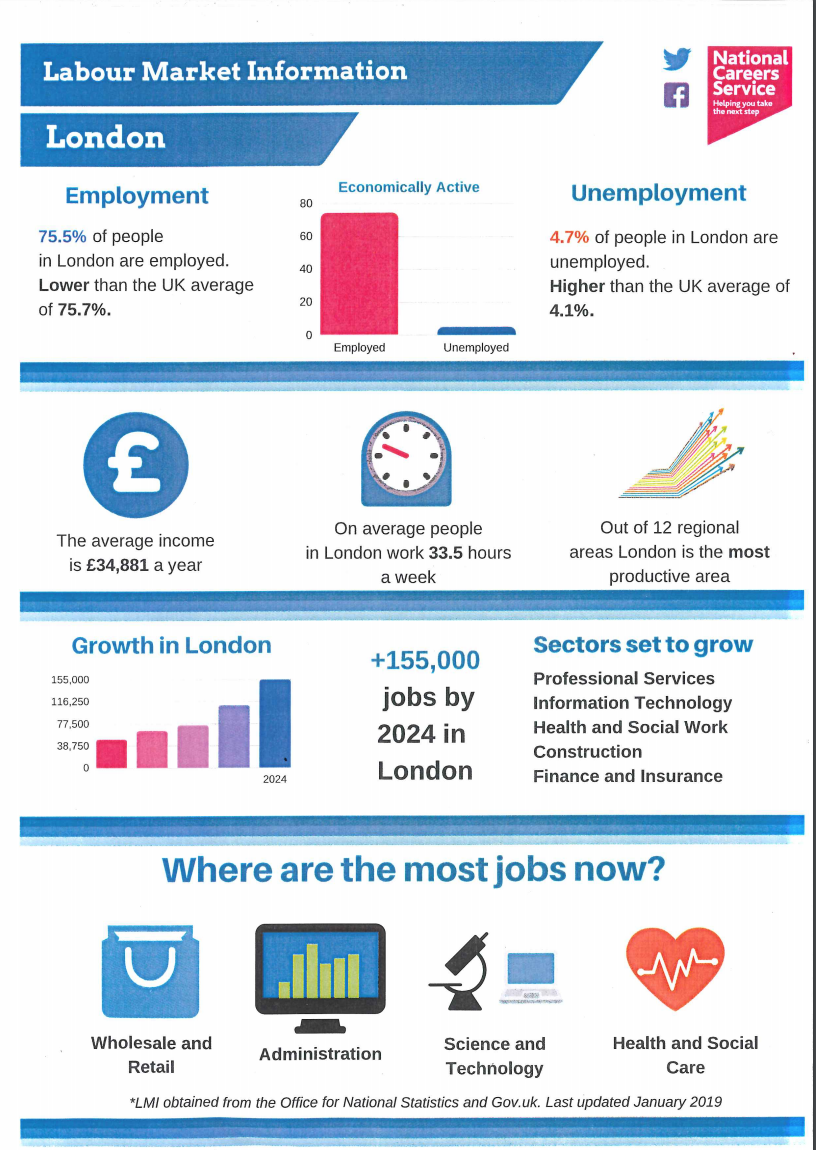 Labour Market Information
London
National
Careers
Service
Helping you take
the next step
Employment
75.5% of people
in London are employed.
Lower than the UK average
of 75.7%.
Economically Active
80
60
40
20
0
Employed
Unemployed
Unemployment
4.7% of people in London are
unemployed.
Higher than the UK average of
4.1%.
The average income
is £34,881 a year
On average people
in London work 33.5 hours
a week
Out of 12 regional
areas London is the most
productive area
Growth in London
155,000
116,250
77,500
38,750
0
2024
+155,000
jobs by
2024 in
London
Sectors set to grow
Professional Services
Information Technology
Health and Social Work
Construction
Finance and Insurance
Where are the most jobs now?
Wholesale and
Retail
Administration
Science and
Technology
Health and Social
Care
*LMI obtained from the Office for National Statistics and Gov.uk. Last updated January 2019